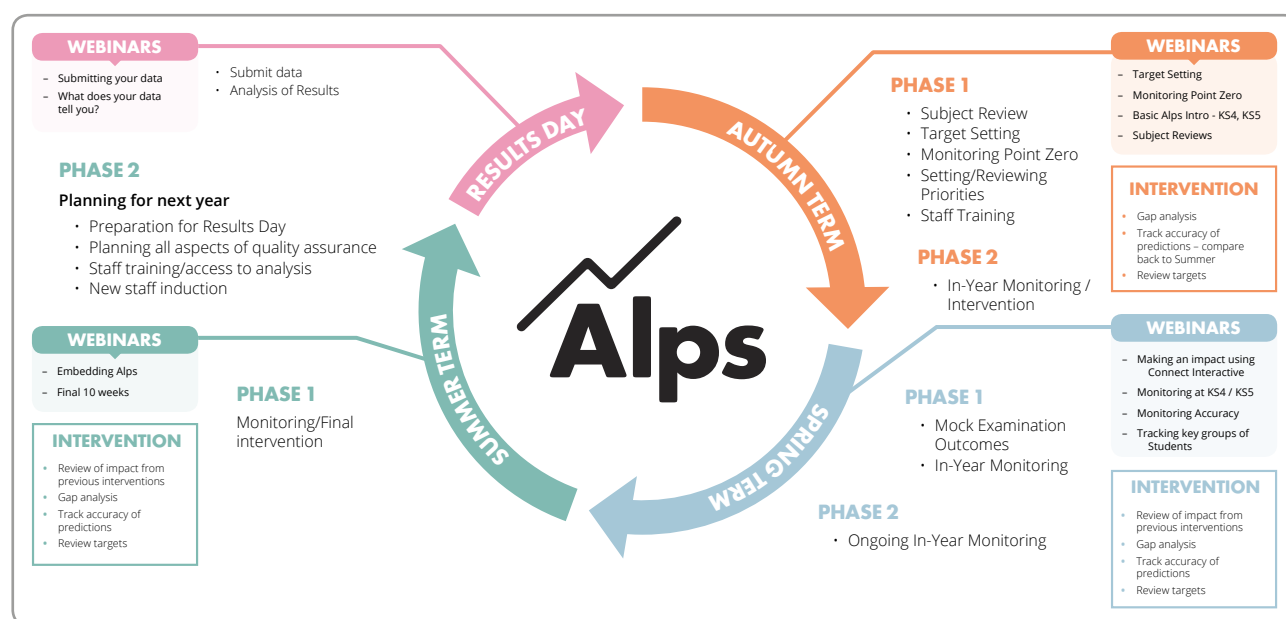 WEBINARS
– Submitting your data
– What does your data
tell you?
• Submit data
• Analysis of Results
RESULTS DAY
AUTUMN TERM
PHASE 1
• Subject Review
• Target Setting
• Monitoring Point Zero
• Setting/Reviewing
Priorities
• Staff Training
PHASE 2
• In-Year Monitoring /
Intervention
WEBINARS
– Target Setting
– Monitoring Point Zero
– Basic Alps Intro - KS4, KS5
– Subject Reviews
INTERVENTION
• Gap analysis
• Track accuracy of
predictions – compare
back to Summer
• Review targets
Alps
SPRING TERM
PHASE 1
• Mock Examination
Outcomes
• In-Year Monitoring
PHASE 2
• Ongoing In-Year Monitoring
WEBINARS
– Making an impact using
Connect Interactive
– Monitoring at KS4 / KS5
– Monitoring Accuracy
– Tracking key groups of
Students
INTERVENTION
• Review of impact from
previous interventions
• Gap analysis
• Track accuracy of
predictions
• Review targets
SUMMER TERM
PHASE 1
Monitoring/Final
intervention
WEBINARS
– Embedding Alps
– Final 10 weeks
INTERVENTION
• Review of impact from
previous interventions
• Gap analysis
• Track accuracy of
predictions
• Review targets
PHASE 2
Planning for next year
• Preparation for Results Day
• Planning all aspects of quality assurance
• Staff training/access to analysis
• New staff induction